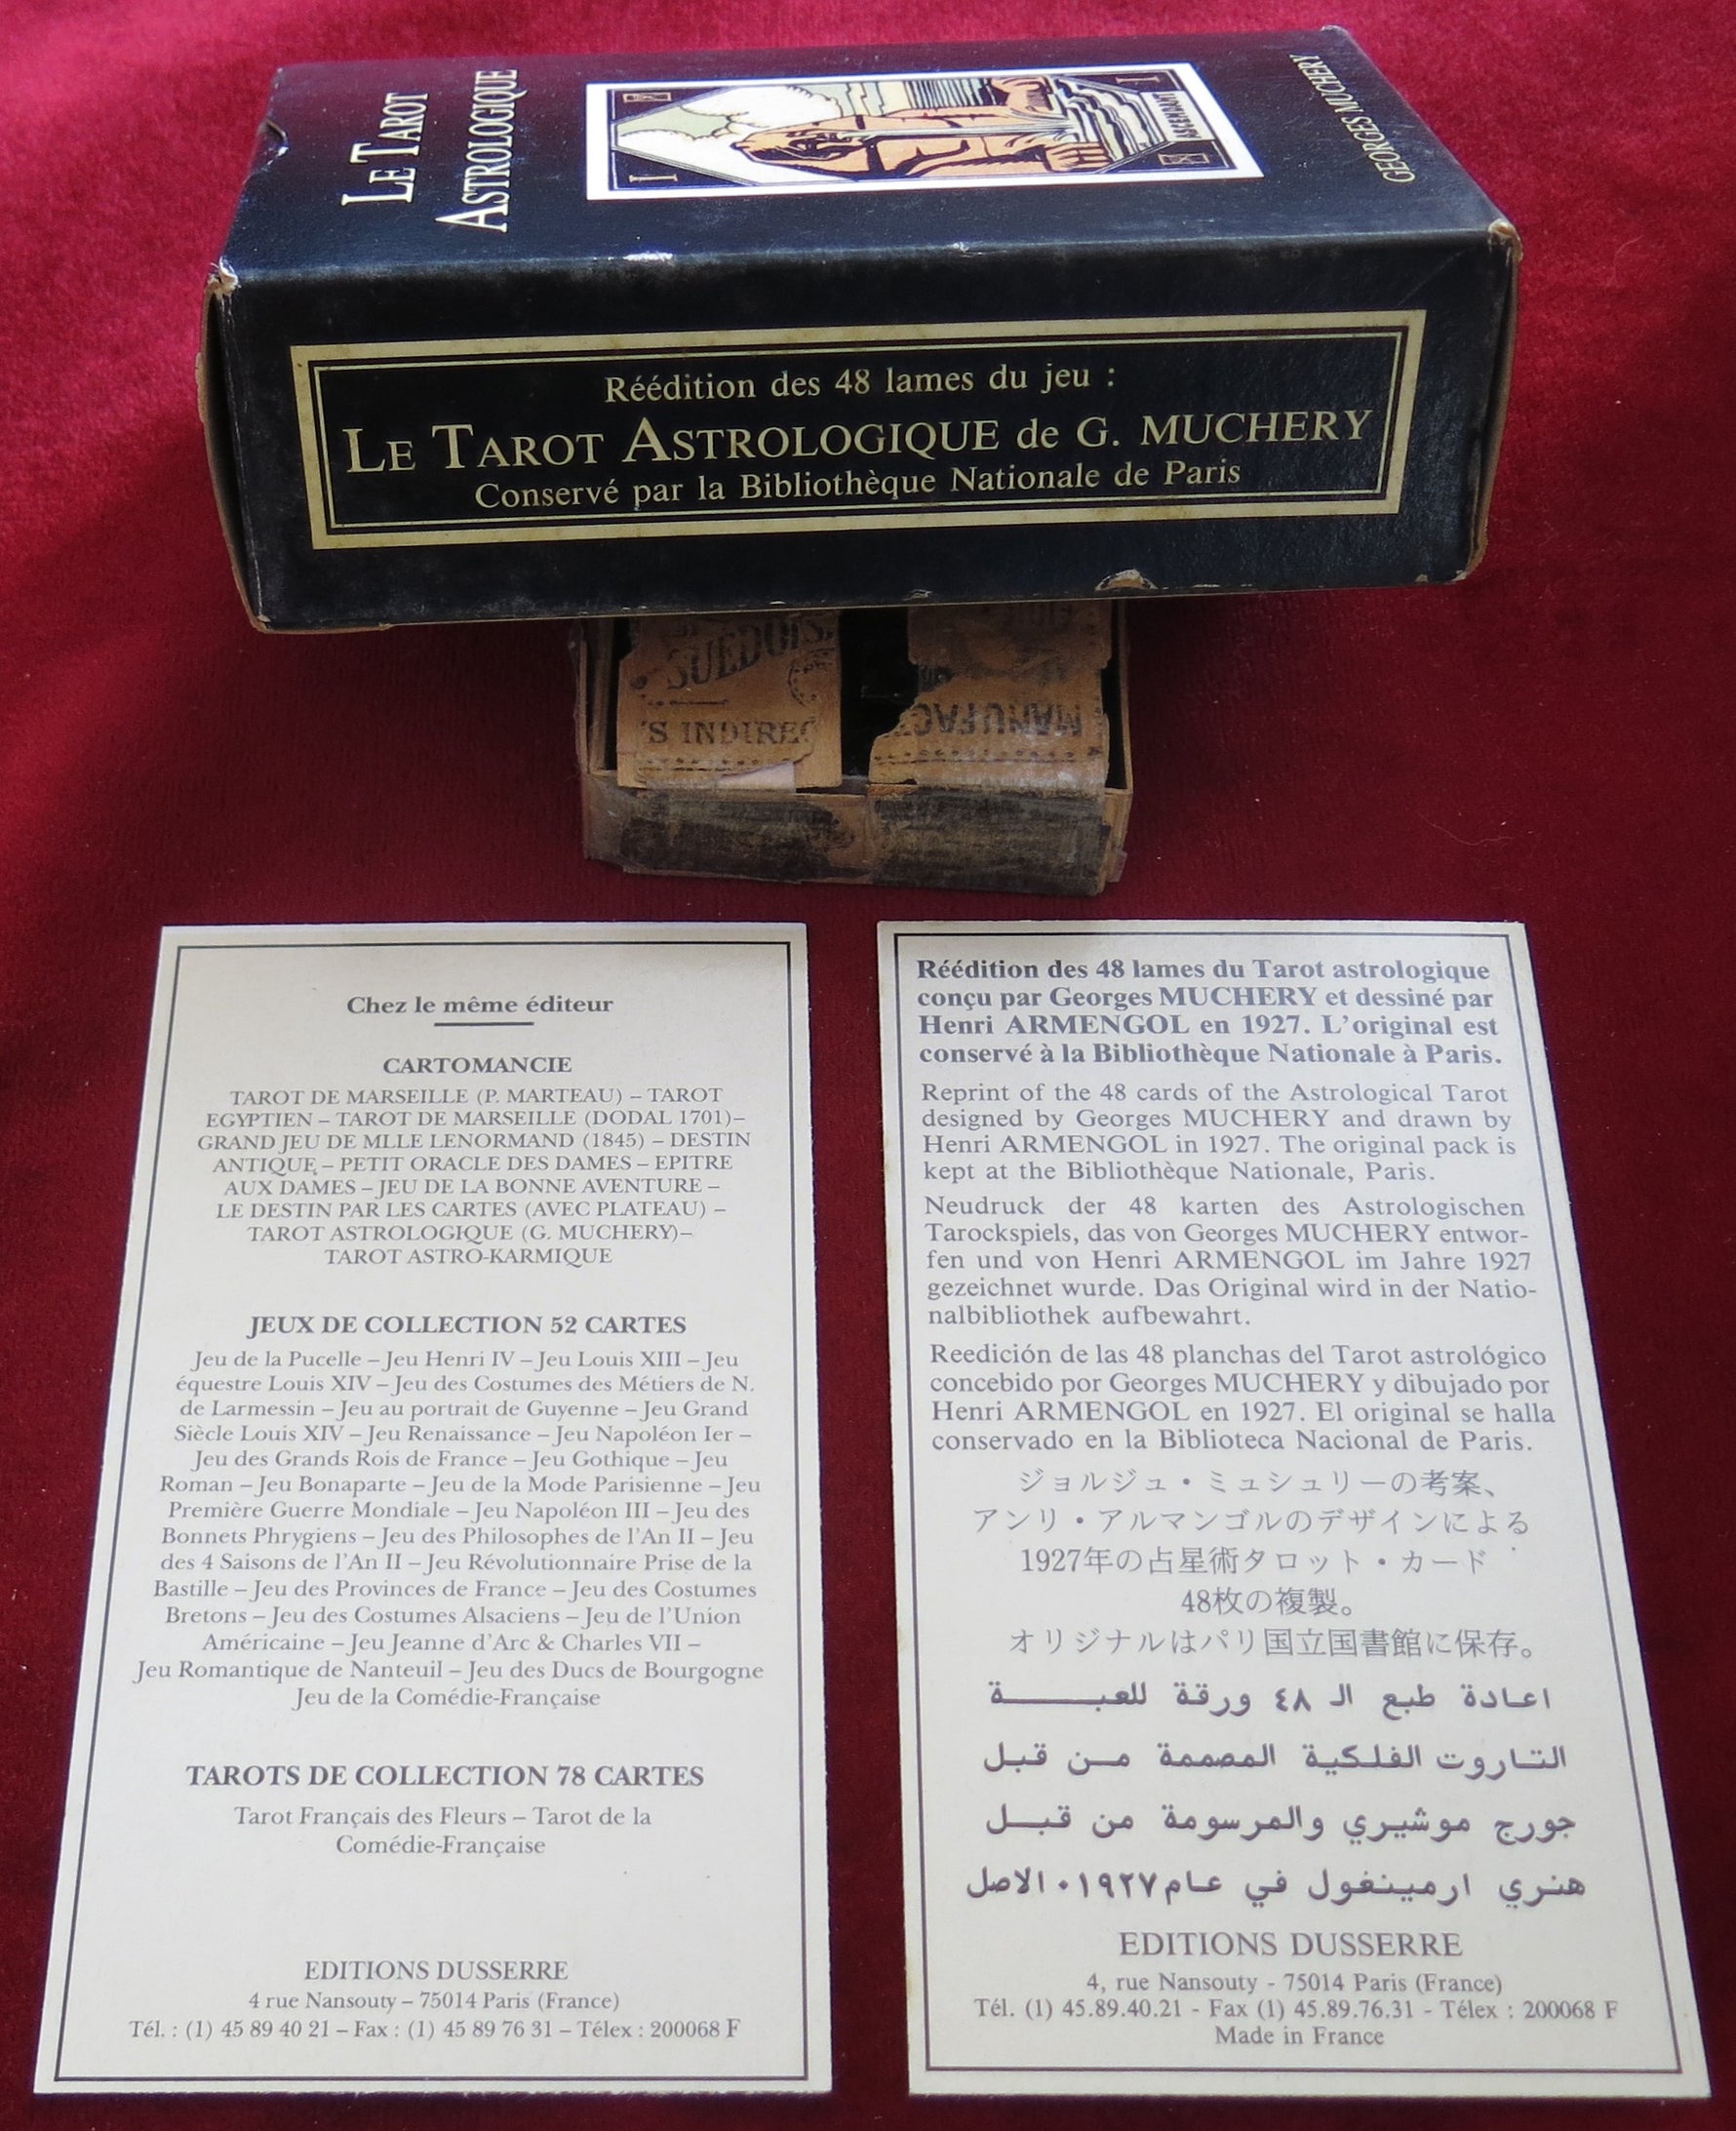 LE TAROT
ASTROLOGIQUE
I
I
ASCENDANT
GEORGES MUCHERY
Réédition des 48 lames du jeu :
LE TAROT ASTROLOGIQUE de G. MUCHERY
Conservé par la Bibliothèque Nationale de Paris
SUÉDOIS
S INDIREC
MANUFAC
Chez le même éditeur
CARTOMANCIE
TAROT DE MARSEILLE (P. MARTEAU) – TAROT
EGYPTIEN – TAROT DE MARSEILLE (DODAL 1701)–
GRAND JEU DE MLLE LENORMAND (1845) – DESTIN
ANTIQUE – PETIT ORACLE DES DAMES – EPITRE
AUX DAMES – JEU DE LA BONNE AVENTURE –
LE DESTIN PAR LES CARTES (AVEC PLATEAU) –
TAROT ASTROLOGIQUE (G. MUCHERY)–
TAROT ASTRO-KARMIQUE
JEUX DE COLLECTION 52 CARTES
Jeu de la Pucelle – Jeu Henri IV – Jeu Louis XIII – Jeu
équestre Louis XIV – Jeu des Costumes des Métiers de N.
de Larmessin – Jeu au portrait de Guyenne – Jeu Grand
Siècle Louis XIV – Jeu Renaissance – Jeu Napoléon Ier –
Jeu des Grands Rois de France – Jeu Gothique – Jeu
Roman – Jeu Bonaparte – Jeu de la Mode Parisienne – Jeu
Première Guerre Mondiale – Jeu Napoléon III – Jeu des
Bonnets Phrygiens – Jeu des Philosophes de l'An II – Jeu
des 4 Saisons de l'An II – Jeu Révolutionnaire Prise de la
Bastille – Jeu des Provinces de France – Jeu des Costumes
Bretons – Jeu des Costumes Alsaciens – Jeu de l'Union
Américaine – Jeu Jeanne d'Arc & Charles VII –
Jeu Romantique de Nanteuil – Jeu des Ducs de Bourgogne
Jeu de la Comédie-Française
TAROTS DE COLLECTION 78 CARTES
Tarot Français des Fleurs – Tarot de la
Comédie-Française
EDITIONS DUSSERRE
4 rue Nansouty – 75014 Paris (France)
Tél. : (1) 45 89 40 21 – Fax : (1) 45 89 76 31 – Télex : 200068 F
Réédition des 48 lames du Tarot astrologique
conçu par Georges MUCHERY et dessiné par
Henri ARMENGOL en 1927. L'original est
conservé à la Bibliothèque Nationale à Paris.
Reprint of the 48 cards of the Astrological Tarot
designed by Georges MUCHERY and drawn by
Henri ARMENGOL in 1927. The original pack is
kept at the Bibliothèque Nationale, Paris.
Neudruck der 48 karten des Astrologischen
Tarockspiels, das von Georges MUCHERY entwor-
fen und von Henri ARMENGOL im Jahre 1927
gezeichnet wurde. Das Original wird in der Natio-
nalbibliothek aufbewahrt.
Reedición de las 48 planchas del Tarot astrológico
concebido por Georges MUCHERY y dibujado por
Henri ARMENGOL en 1927. El original se halla
conservado en la Biblioteca Nacional de Paris.
ジョルジュ・ミュシュリーの考案、
アンリ・アルマンゴルのデザインによる
1927年の占星術タロット・カード
48枚の複製。
オリジナルはパリ国立国書館に保存。
اعادة طبع الـ ٤٨ ورقة للعبـــــة
التـاروت الفلـكية المصممة مـن قبل
جورج موشيري والمرسومة من قبـل
هنري ارمينغول في عـام ١٩٢٧٠ الاصل
EDITIONS DUSSERRE
4, rue Nansouty - 75014 Paris (France)
Tél. (1) 45.89.40.21 - Fax (1) 45.89.76.31 - Télex : 200068 F
Made in France